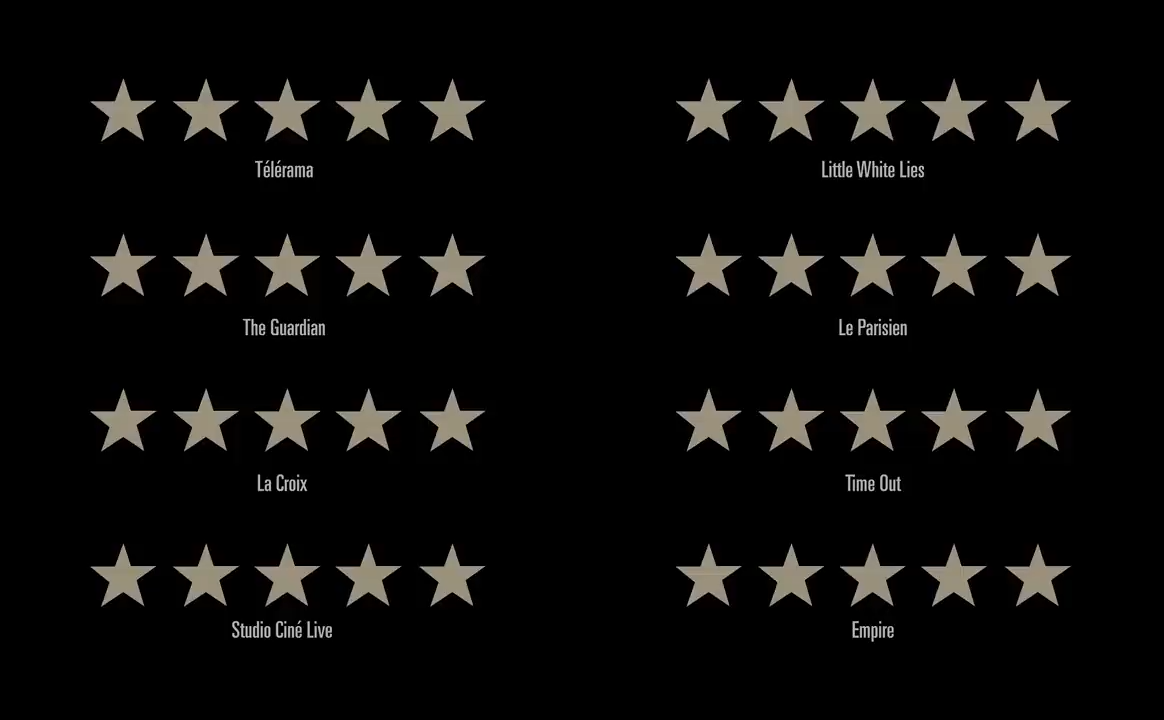 Télérama
Little White Lies
The Guardian
Le Parisien
La Croix
Time Out
Studio Ciné Live
Empire